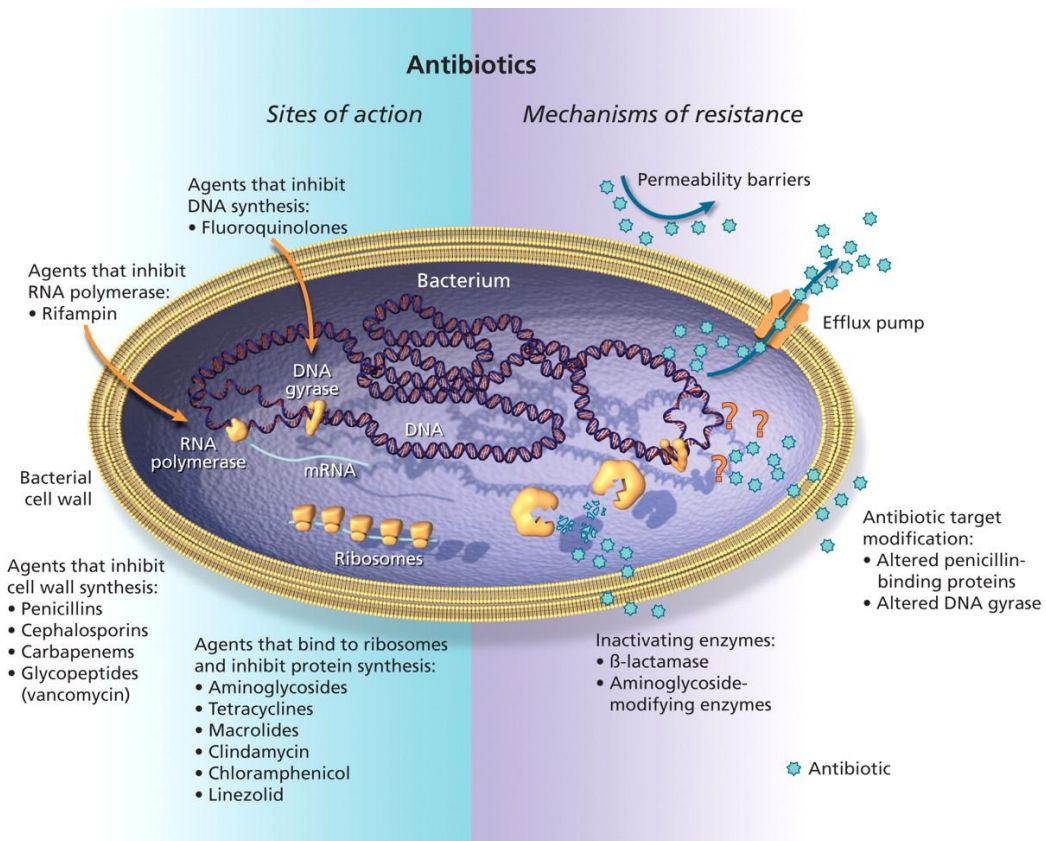 Antibiotics
Sites of action
Mechanisms of resistance
Agents that inhibit
DNA synthesis:
• Fluoroquinolones
Agents that inhibit
RNA polymerase:
• Rifampin
Permeability barriers
Bacterium
Efflux pump
DNA
gyrase
DNA
RNA
polymerase
mRNA
? ?
?
Bacterial
cell wall
Ribosomes
Agents that inhibit
cell wall synthesis:
• Penicillins
• Cephalosporins
• Carbapenems
• Glycopeptides
(vancomycin)
Agents that bind to ribosomes
and inhibit protein synthesis:
• Aminoglycosides
• Tetracyclines
• Macrolides
• Clindamycin
• Chloramphenicol
• Linezolid
Inactivating enzymes:
• ß-lactamase
• Aminoglycoside-
modifying enzymes
Antibiotic target
modification:
• Altered penicillin-
binding proteins
• Altered DNA gyrase
Antibiotic